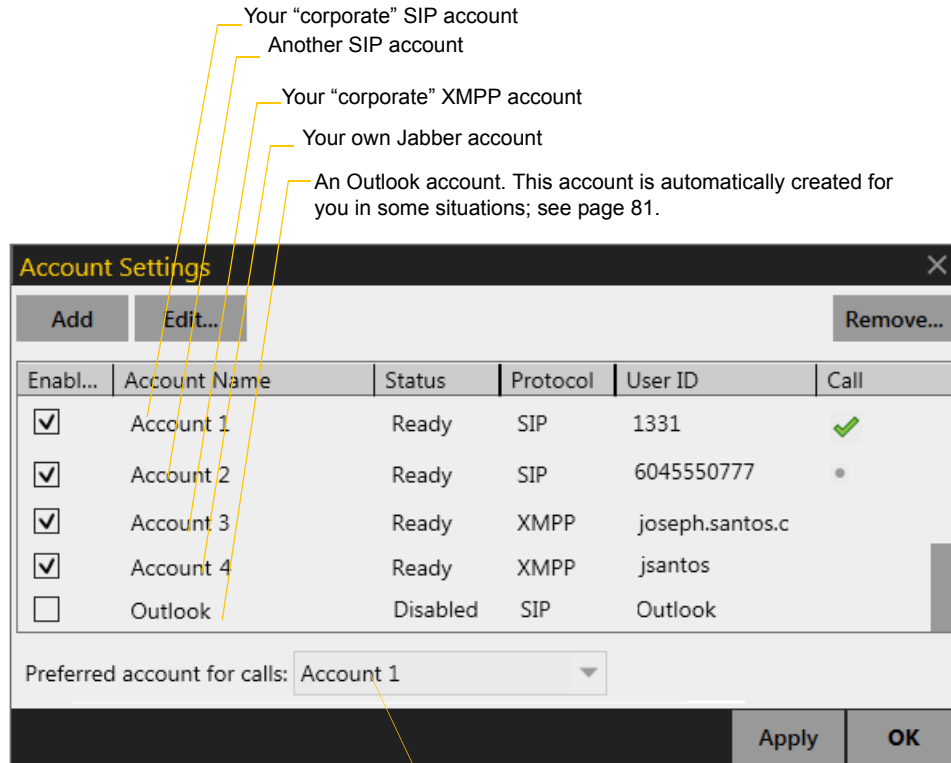 Your “corporate” SIP account
Another SIP account
Your “corporate” XMPP account
Your own Jabber account
An Outlook account. This account is automatically created for
you in some situations; see page 81.
Account Settings
Add Edit... Remove...
Enabl... Account Name Status Protocol User ID Call
Account 1 Ready SIP 1331
Account 2 Ready SIP 6045550777
Account 3 Ready XMPP joseph.santos.c
Account 4 Ready XMPP jsantos
Outlook Disabled SIP Outlook
Preferred account for calls: Account 1
Apply OK